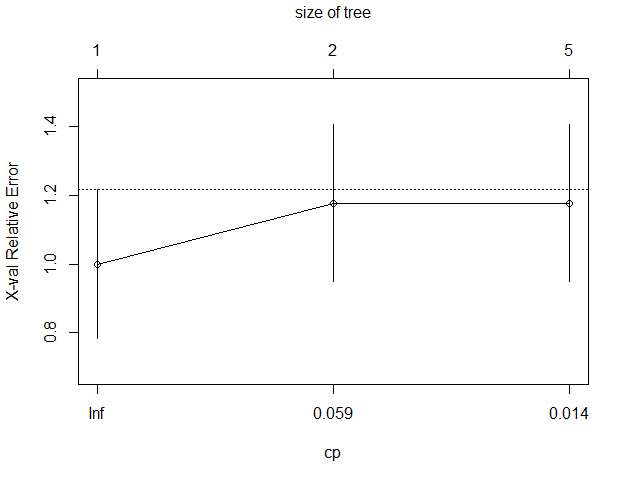 size of tree
1 2 5
X-val Relative Error
1.4
1.2
1.0
0.8
Inf 0.059 0.014
cp